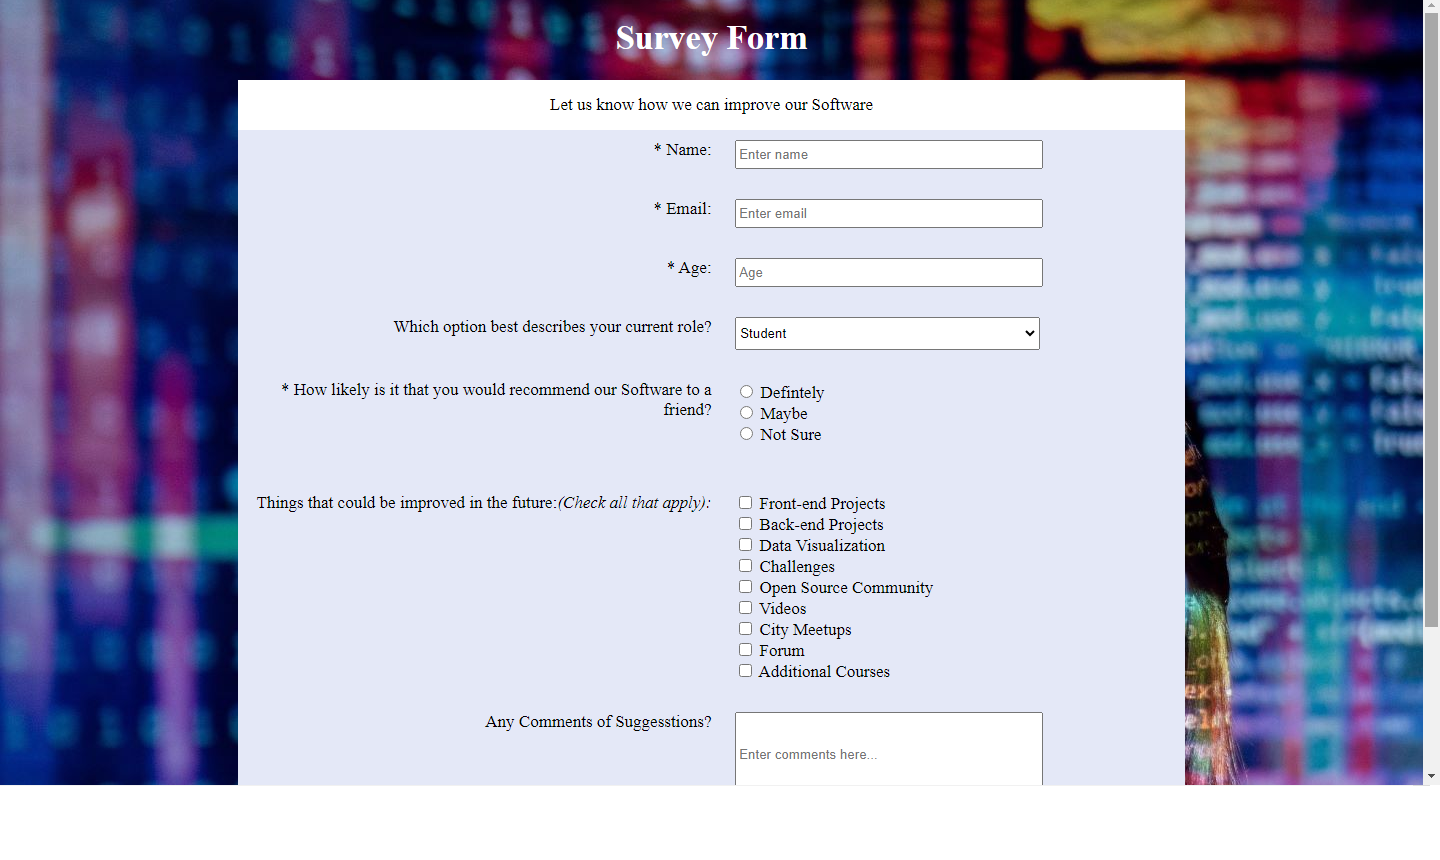 Survey Form
Let us know how we can improve our Software
* Name:
Enter name
* Email:
Enter email
* Age:
Age
Which option best describes your current role?
Student
* How likely is it that you would recommend our Software to a
friend?
Defintely
Maybe
Not Sure
Things that could be improved in the future:(Check all that apply):
Front-end Projects
Back-end Projects
Data Visualization
Challenges
Open Source Community
Videos
City Meetups
Forum
Additional Courses
Any Comments of Suggesstions?
Enter comments here...